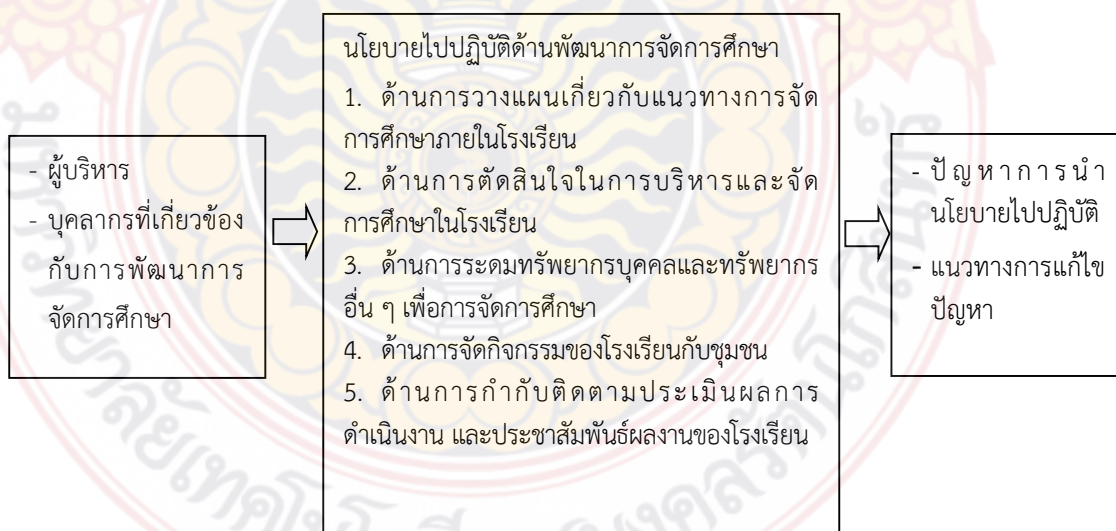 - ผู้บริหาร
- บุคลากรที่เกี่ยวข้อง
กับการพัฒนาการ
จัดการศึกษา
นโยบายไปปฏิบัติด้านพัฒนาการจัดการศึกษา
1. ด้านการวางแผนเกี่ยวกับแนวทางการจัด
การศึกษาภายในโรงเรียน
2. ด้านการตัดสินใจในการบริหารและจัด
การศึกษาในโรงเรียน
3. ด้านการระดมทรัพยากรบุคคลและทรัพยากร
อื่น ๆ เพื่อการจัดการศึกษา
4. ด้านการจัดกิจกรรมของโรงเรียนกับชุมชน
5. ด้านการกำกับติดตามประเมินผลการ
ดำเนินงาน และประชาสัมพันธ์ผลงานของโรงเรียน
- ปัญหาการนำ
นโยบายไปปฏิบัติ
- แนวทางการแก้ไข
ปัญหา